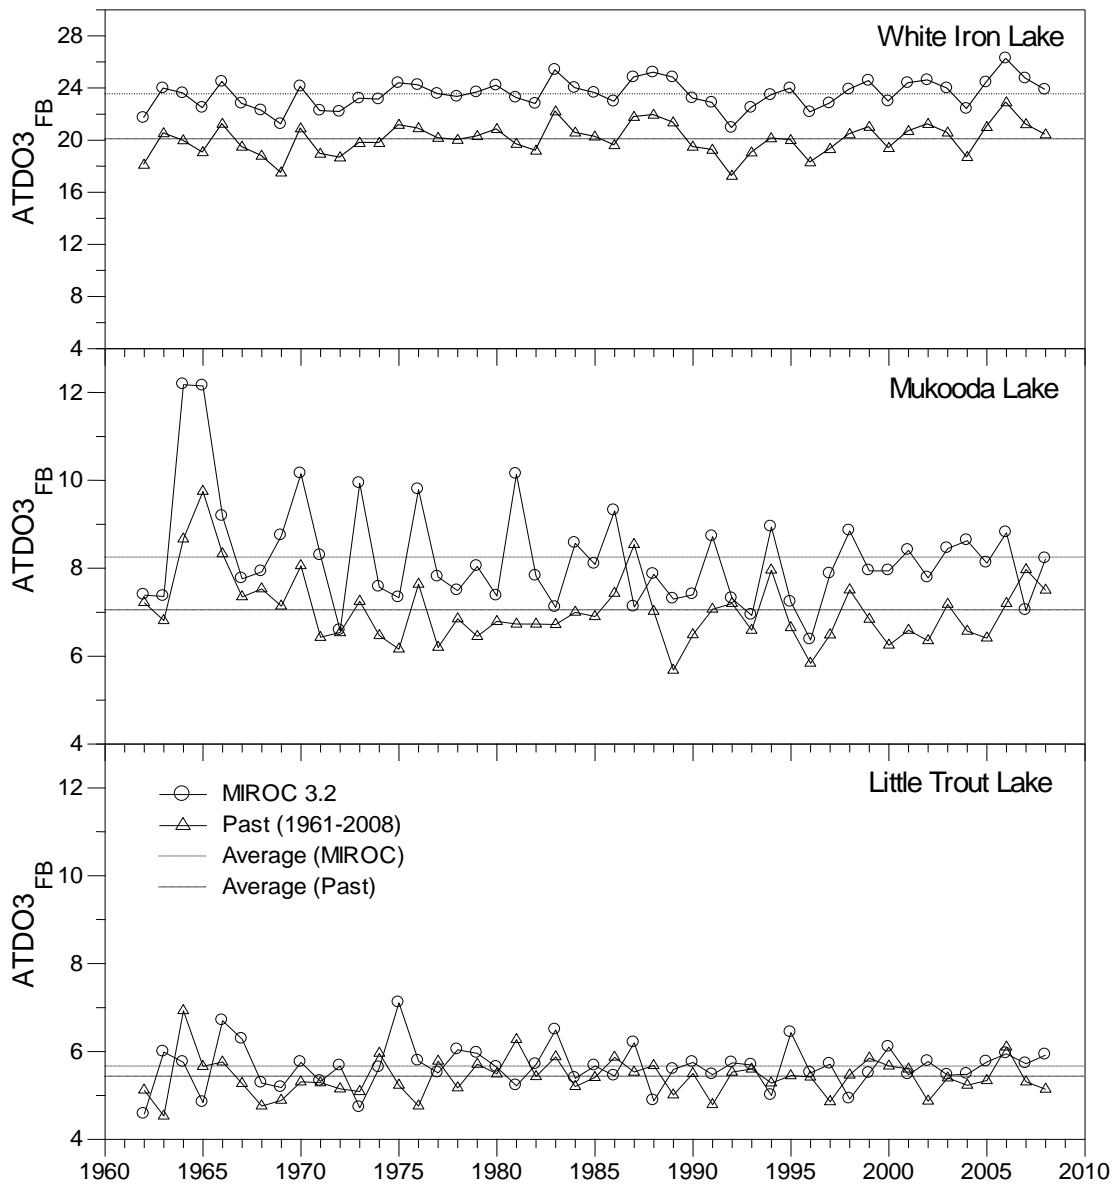 White Iron Lake
ATDO3FB
28
24
20
16
12
8
4
Mukooda Lake
ATDO3FB
12
10
8
6
4
Little Trout Lake
ATDO3FB
12
10
8
6
4
MIROC 3.2
Past (1961-2008)
Average (MIROC)
Average (Past)
1960 1965 1970 1975 1980 1985 1990 1995 2000 2005 2010